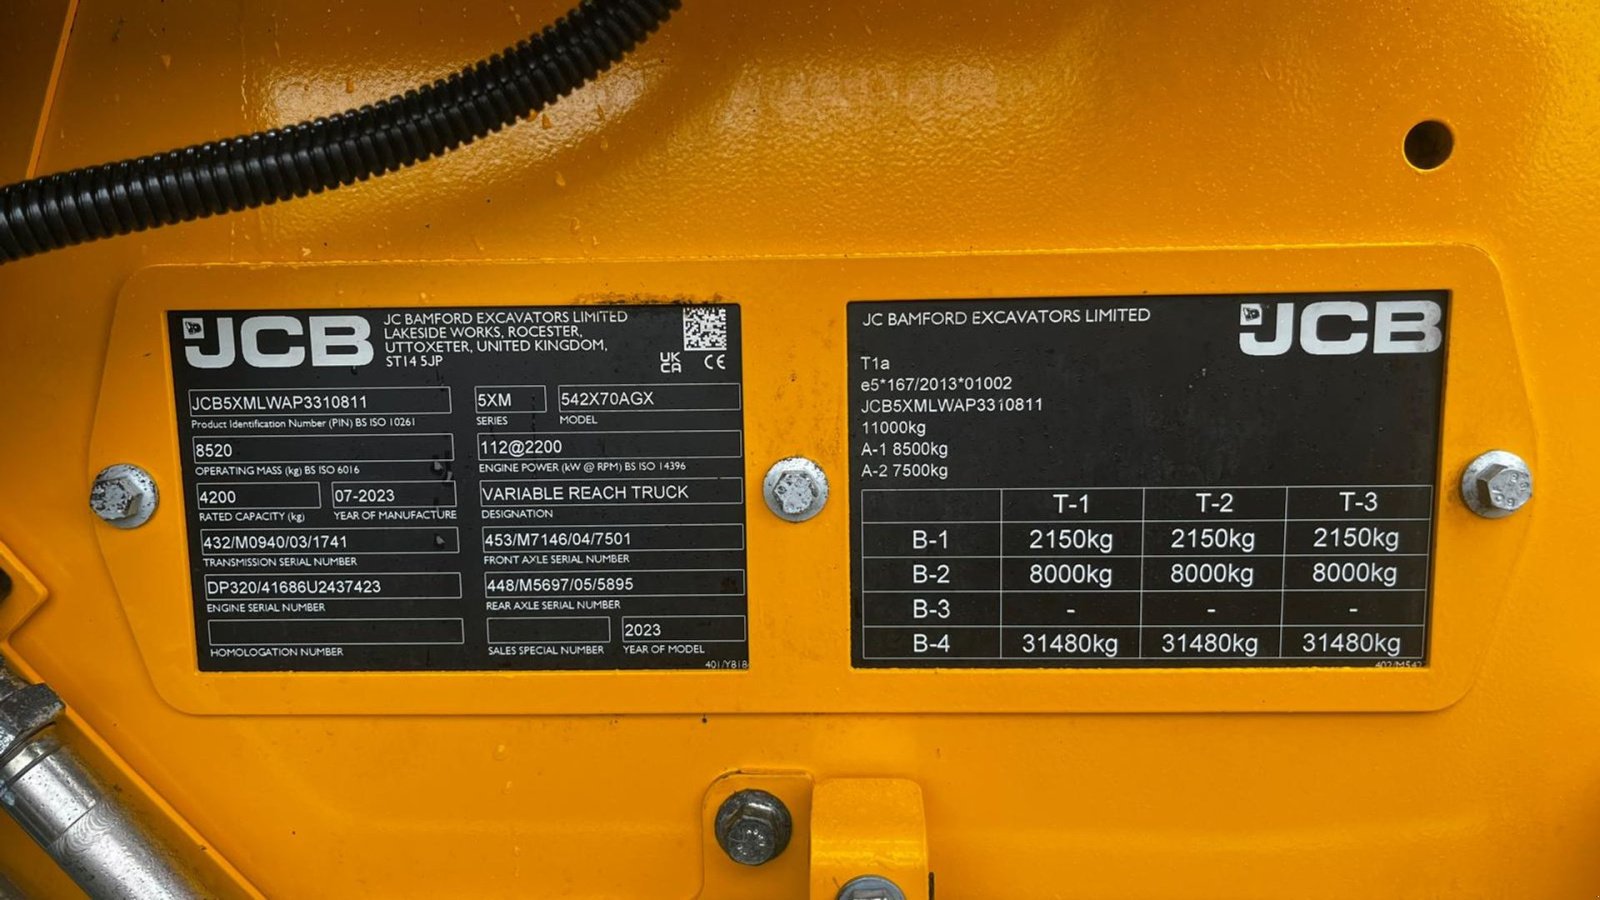 JCB
JC BAMFORD EXCAVATORS LIMITED
LAKESIDE WORKS, ROCESTER,
UTTOXETER, UNITED KINGDOM,
ST14 5JP
UK
CA CE
JCB5XMLWAP3310811 5XM 542X70AGX
Product Identification Number (PIN) BS ISO 10261 SERIES MODEL
8520 112@2200
OPERATING MASS (kg) BS ISO 6016 ENGINE POWER (kW @ RPM) BS ISO 14396
4200 07-2023 VARIABLE REACH TRUCK
RATED CAPACITY (kg) YEAR OF MANUFACTURE DESIGNATION
432/M0940/03/1741 453/M7146/04/7501
TRANSMISSION SERIAL NUMBER FRONT AXLE SERIAL NUMBER
DP320/41686U2437423 448/M5697/05/5895
ENGINE SERIAL NUMBER REAR AXLE SERIAL NUMBER
2023
HOMOLOGATION NUMBER SALES SPECIAL NUMBER YEAR OF MODEL
JC BAMFORD EXCAVATORS LIMITED JCB
T1a
e5*167/2013*01002
JCB5XMLWAP3310811
11000kg
A-1 8500kg
A-2 7500kg
T-1 T-2 T-3
B-1 2150kg 2150kg 2150kg
B-2 8000kg 8000kg 8000kg
B-3 - - -
B-4 31480kg 31480kg 31480kg